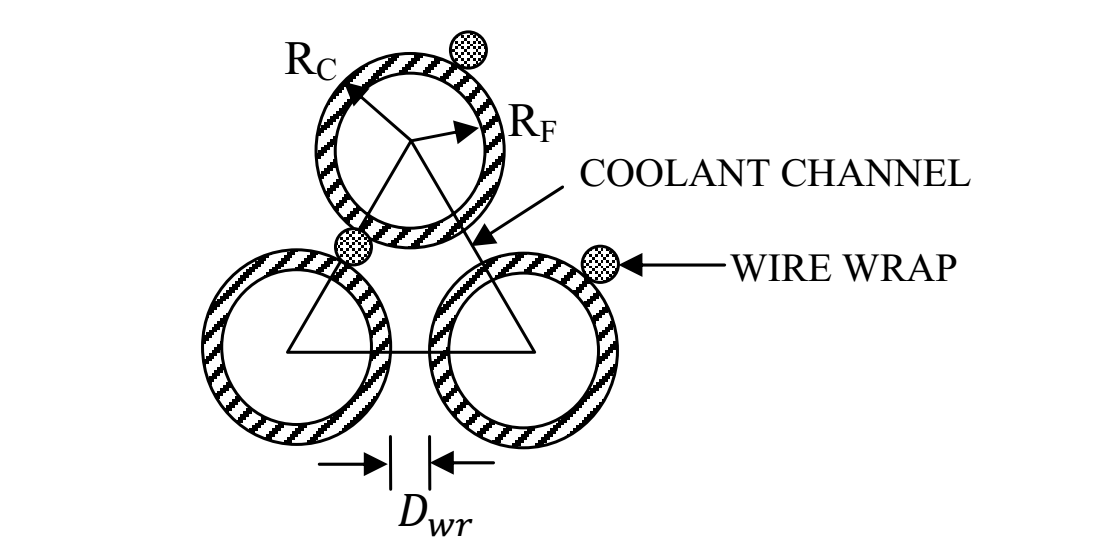 R_C
R_F
COOLANT CHANNEL
WIRE WRAP
D_wr